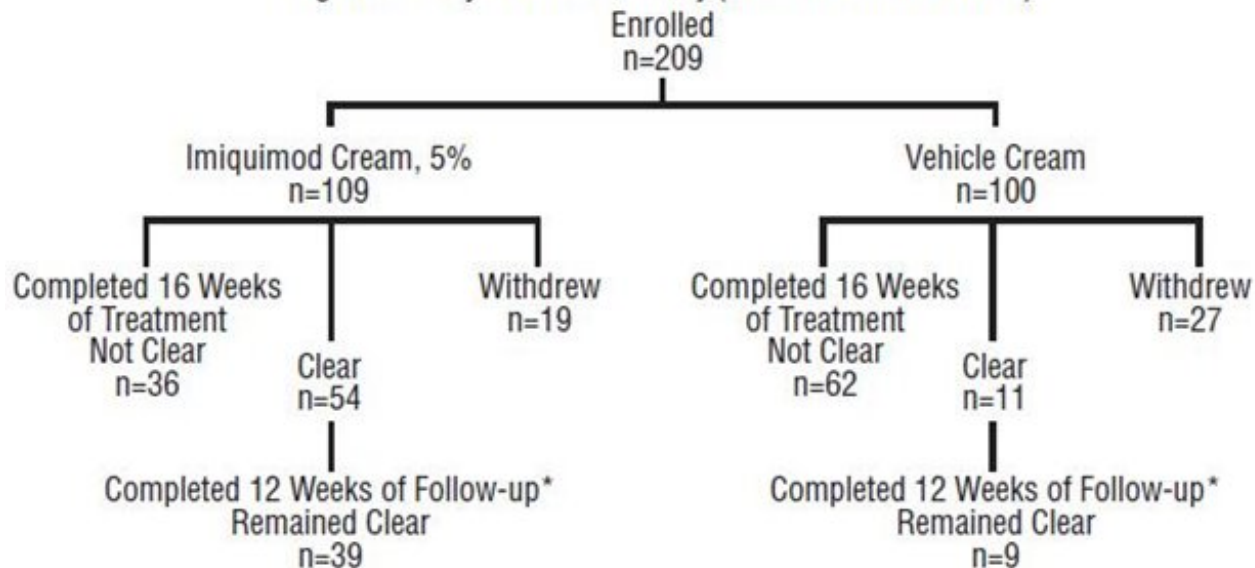 Enrolled
n=209
Imiquimod Cream, 5%
n=109
Vehicle Cream
n=100
Completed 16 Weeks
of Treatment
Not Clear
n=36
Clear
n=54
Withdrew
n=19
Completed 16 Weeks
of Treatment
Not Clear
n=62
Clear
n=11
Withdrew
n=27
Completed 12 Weeks of Follow-up*
Remained Clear
n=39
Completed 12 Weeks of Follow-up*
Remained Clear
n=9